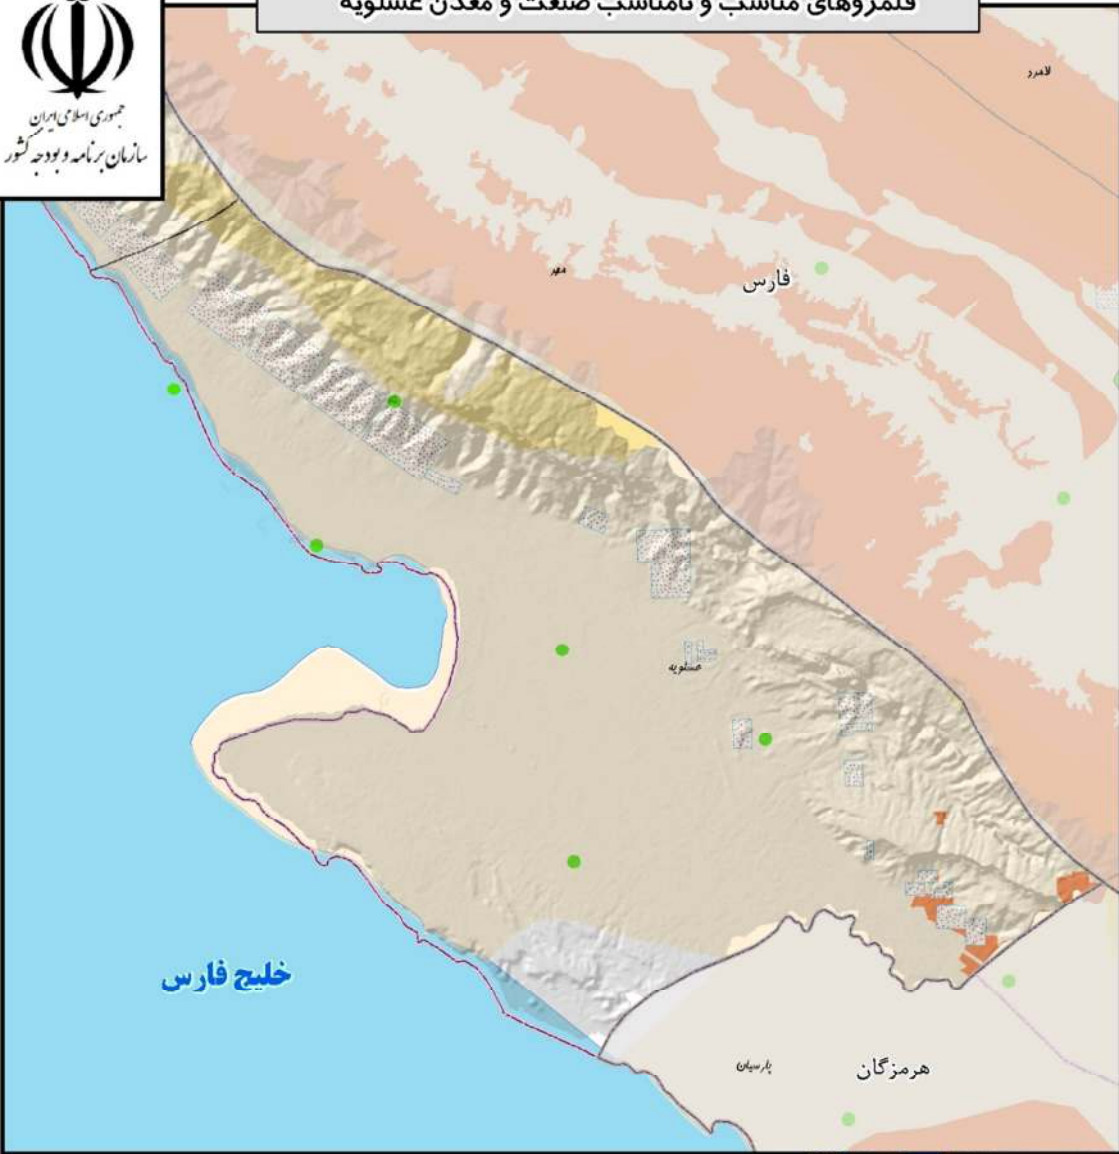 قلمروهای مناسب و نامناسب صنعت و معدن عسلویه
جمهوری اسلامی ایران
سازمان برنامه و بودجه کشور
لامرد
مهر
فارس
عسلویه
خلیج فارس
پارسیان
هرمزگان